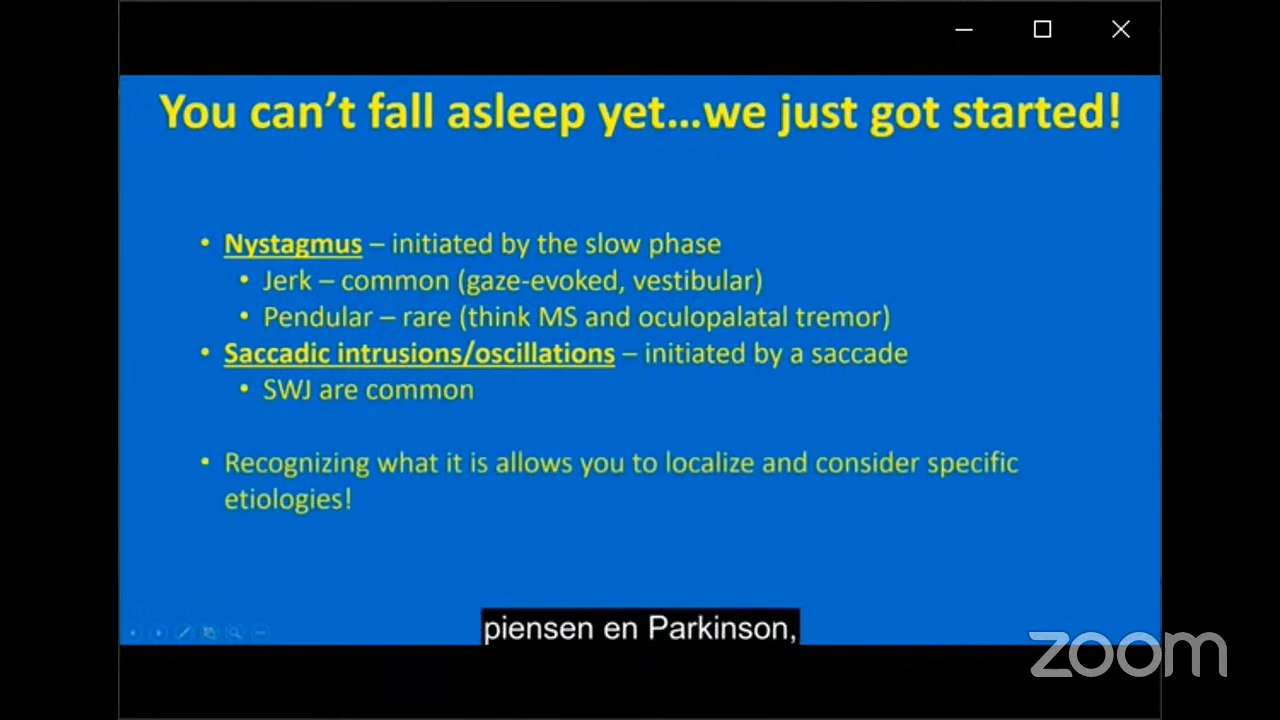 You can't fall asleep yet...we just got started!
• Nystagmus – initiated by the slow phase
• Jerk – common (gaze-evoked, vestibular)
• Pendular – rare (think MS and oculopalatal tremor)
• Saccadic intrusions/oscillations – initiated by a saccade
• SWJ are common
• Recognizing what it is allows you to localize and consider specific
etiologies!
piensen en Parkinson,
zoom